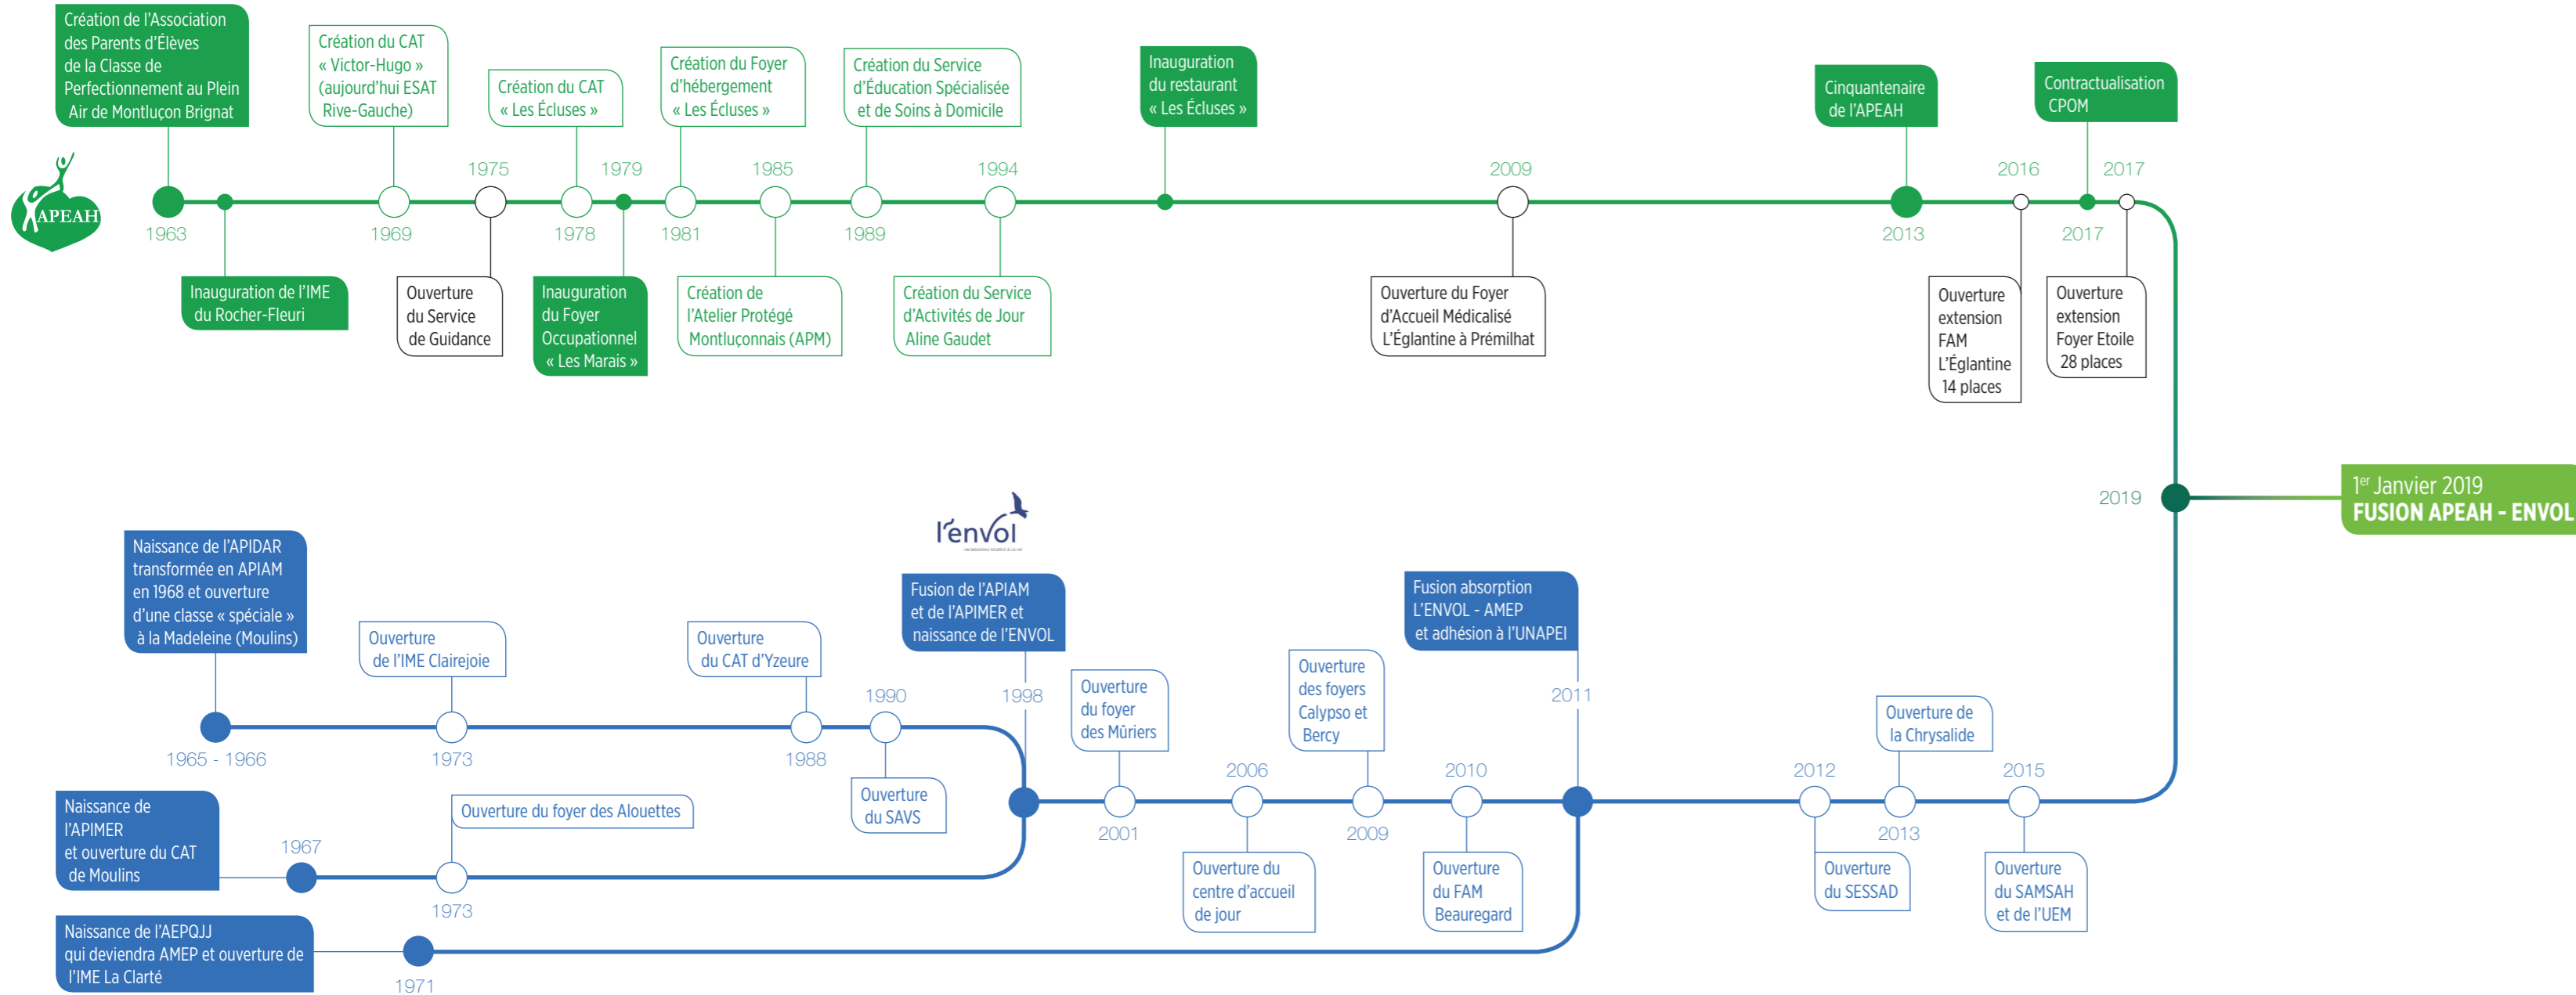 Création de l'Association
des Parents d'Élèves
de la Classe de
Perfectionnement au Plein
Air de Montluçon Brignat
Création du CAT
« Victor-Hugo »
(aujourd'hui ESAT
Rive-Gauche)
Création du CAT
« Les Écluses »
Création du Foyer
d'hébergement
« Les Écluses »
Création du Service
d'Éducation Spécialisée
et de Soins à Domicile
Inauguration
du restaurant
« Les Écluses »
Cinquantenaire
de l'APEAH
Contractualisation
CPOM
1975
1979
1985
1994
2009
2016
2017
APEAH
1963
1969
1978
1981
1989
2013
2017
Inauguration de l'IME
du Rocher-Fleuri
Ouverture
du Service
de Guidance
Inauguration
du Foyer
Occupationnel
« Les Marais »
Création de
l'Atelier Protégé
Montluçonnais (APM)
Création du Service
d'Activités de Jour
Aline Gaudet
Ouverture du Foyer
d'Accueil Médicalisé
L'Églantine à Prémilhat
Ouverture
extension
FAM
L'Églantine
14 places
Ouverture
extension
Foyer Etoile
28 places
2019
1er Janvier 2019
FUSION APEAH - ENVOL
l'envol
Naissance de l'APIDAR
transformée en APIAM
en 1968 et ouverture
d'une classe « spéciale »
à la Madeleine (Moulins)
Ouverture
de l'IME Clairejoie
Ouverture
du CAT d'Yzeure
Fusion de l'APIAM
et de l'APIMER et
naissance de l'ENVOL
Fusion absorption
L'ENVOL - AMEP
et adhésion à l'UNAPEI
1990
1998
2011
Ouverture
du foyer
des Mûriers
Ouverture
des foyers
Calypso et
Bercy
Ouverture de
la Chrysalide
1965 - 1966
1973
1988
2006
2010
2012
2015
Ouverture
du SAVS
Naissance de
l'APIMER
et ouverture du CAT
de Moulins
Ouverture du foyer des Alouettes
1967
2001
2009
2013
Ouverture du
centre d'accueil
de jour
Ouverture
du FAM
Beauregard
Ouverture
du SESSAD
Ouverture
du SAMSAH
et de l'UEM
1973
Naissance de l'AEPQJJ
qui deviendra AMEP et ouverture de
l'IME La Clarté
1971